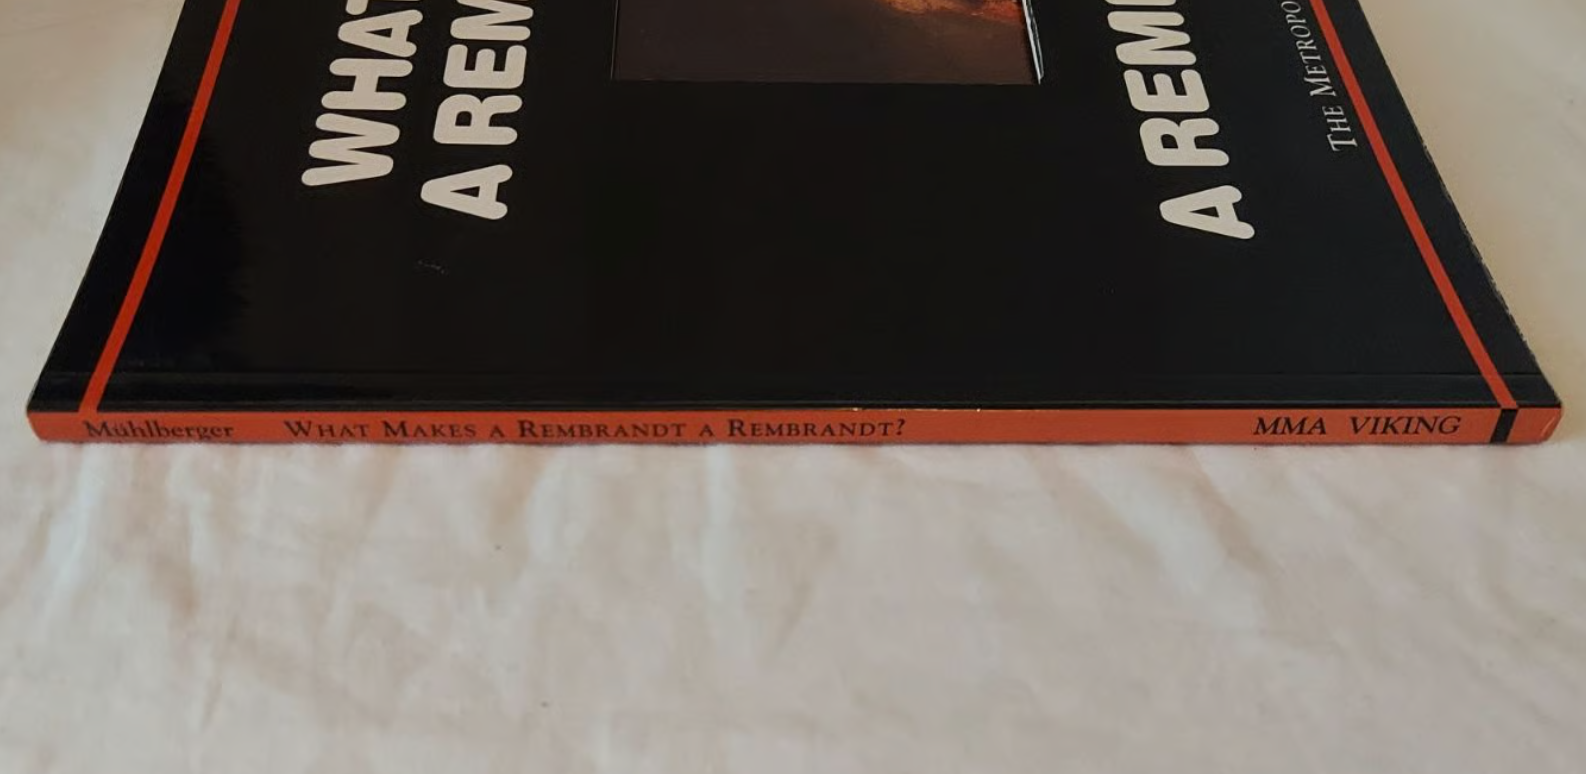 WHAT
A REM
A REM
THE METROPO
Mühlberger WHAT MAKES A REMBRANDT A REMBRANDT? MMA VIKING